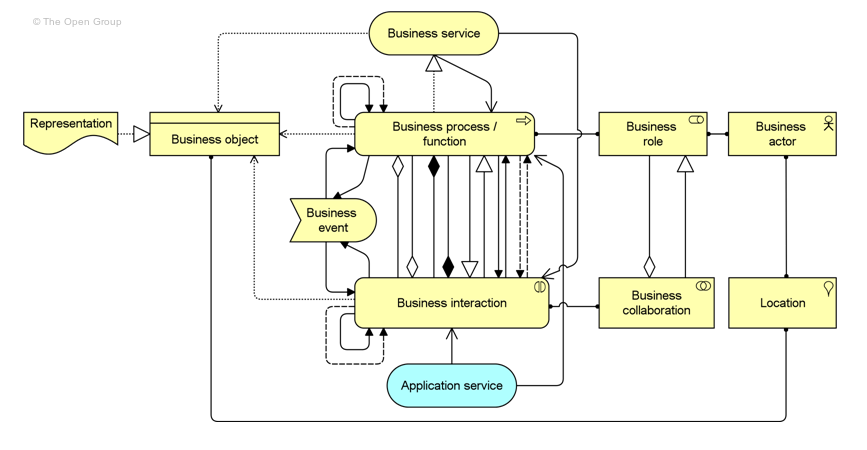 © The Open Group
Business service
Representation
Business object
Business process /
function
Business
role
Business
actor
Business
event
Business interaction
Business
collaboration
Location
Application service